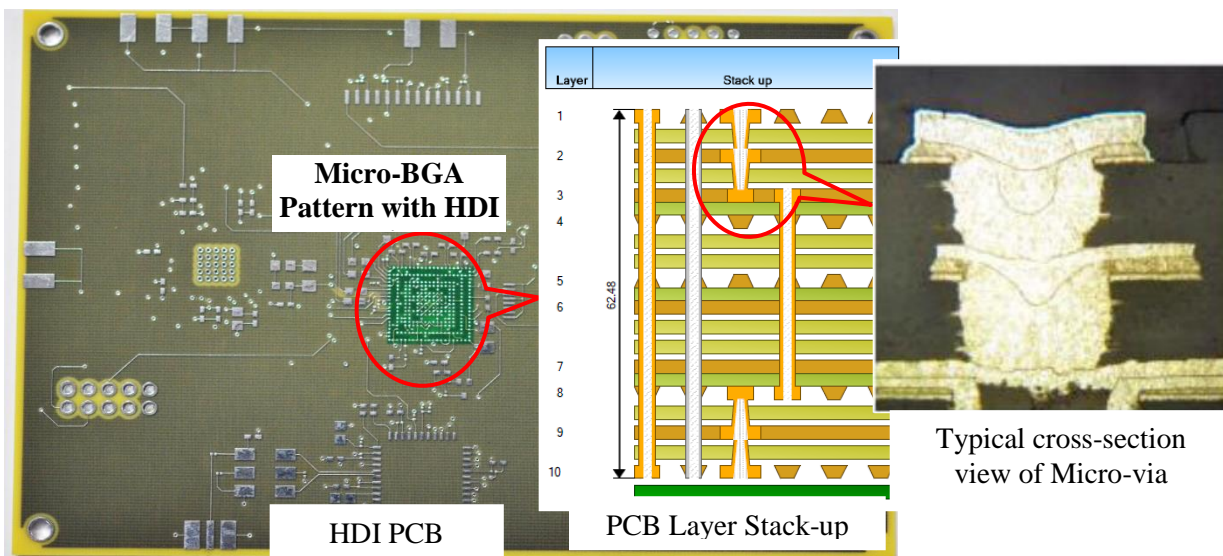 Micro-BGA
Pattern with HDI
HDI PCB
Layer
Stack up
1
2
3
4
5
6
7
8
9
10
62.48
PCB Layer Stack-up
Typical cross-section
view of Micro-via